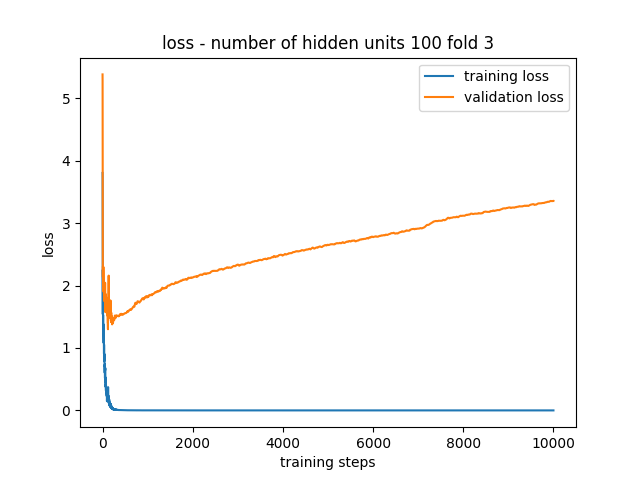 loss - number of hidden units 100 fold 3
training loss
validation loss
5
4
3
2
1
0
loss
0 2000 4000 6000 8000 10000
training steps